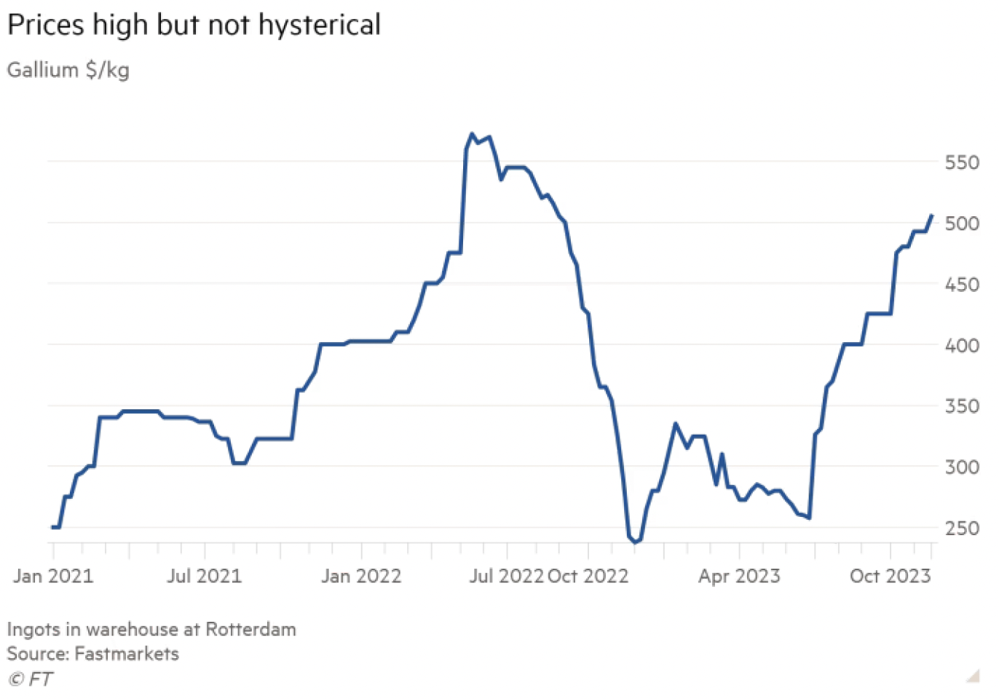 Prices high but not hysterical
Gallium $/kg
550
500
450
400
350
300
250
Jan 2021 Jul 2021 Jan 2022 Jul 2022 Oct 2022 Apr 2023 Oct 2023
Ingots in warehouse at Rotterdam
Source: Fastmarkets
© FT